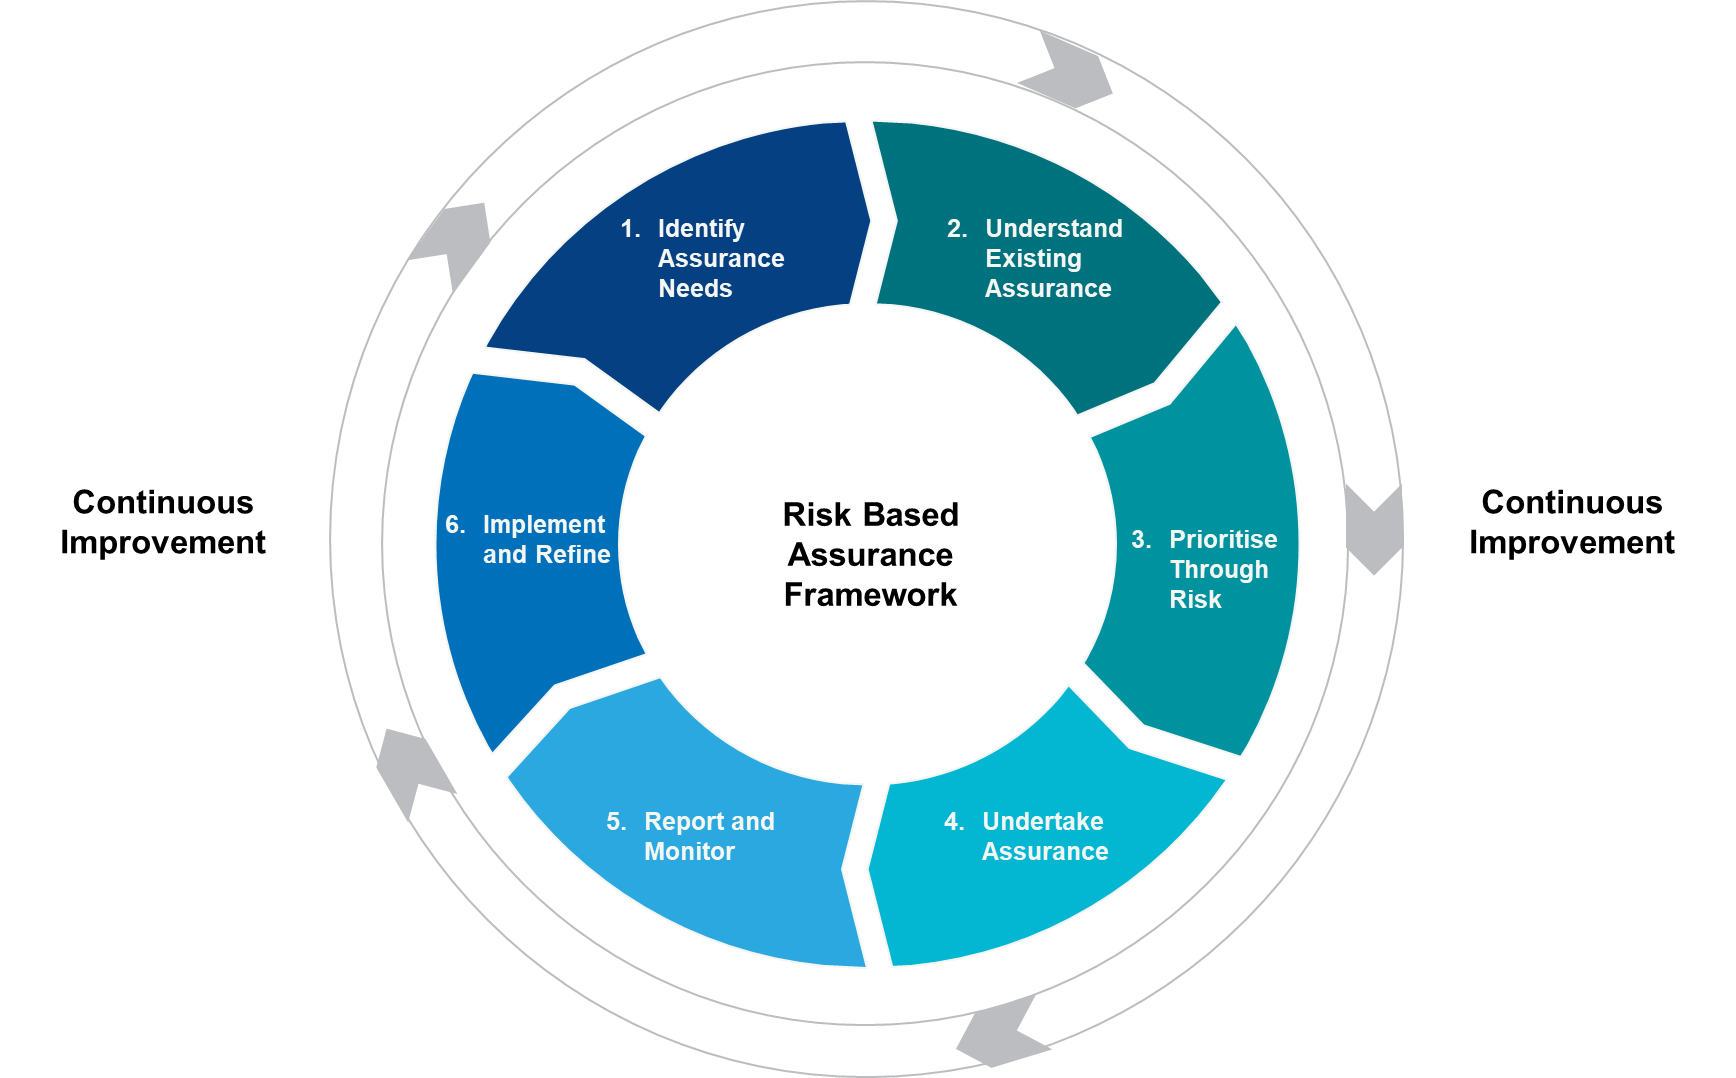 1. Identify
Assurance
Needs
2. Understand
Existing
Assurance
3. Prioritise
Through
Risk
4. Undertake
Assurance
5. Report and
Monitor
6. Implement
and Refine
Risk Based
Assurance
Framework
Continuous
Improvement
Continuous
Improvement